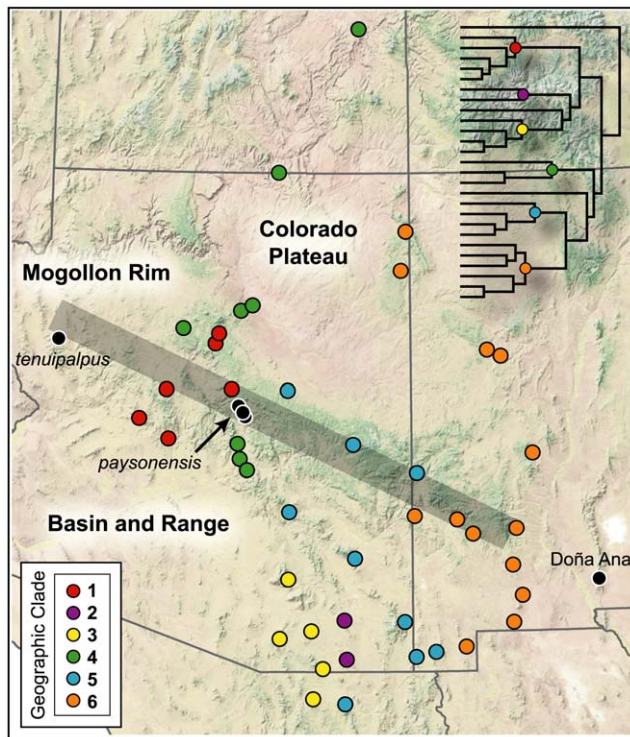 Colorado
Plateau
Mogollon Rim
tenuipalpus
paysonensis
Basin and Range
Doña Ana
Geographic Clade
1
2
3
4
5
6